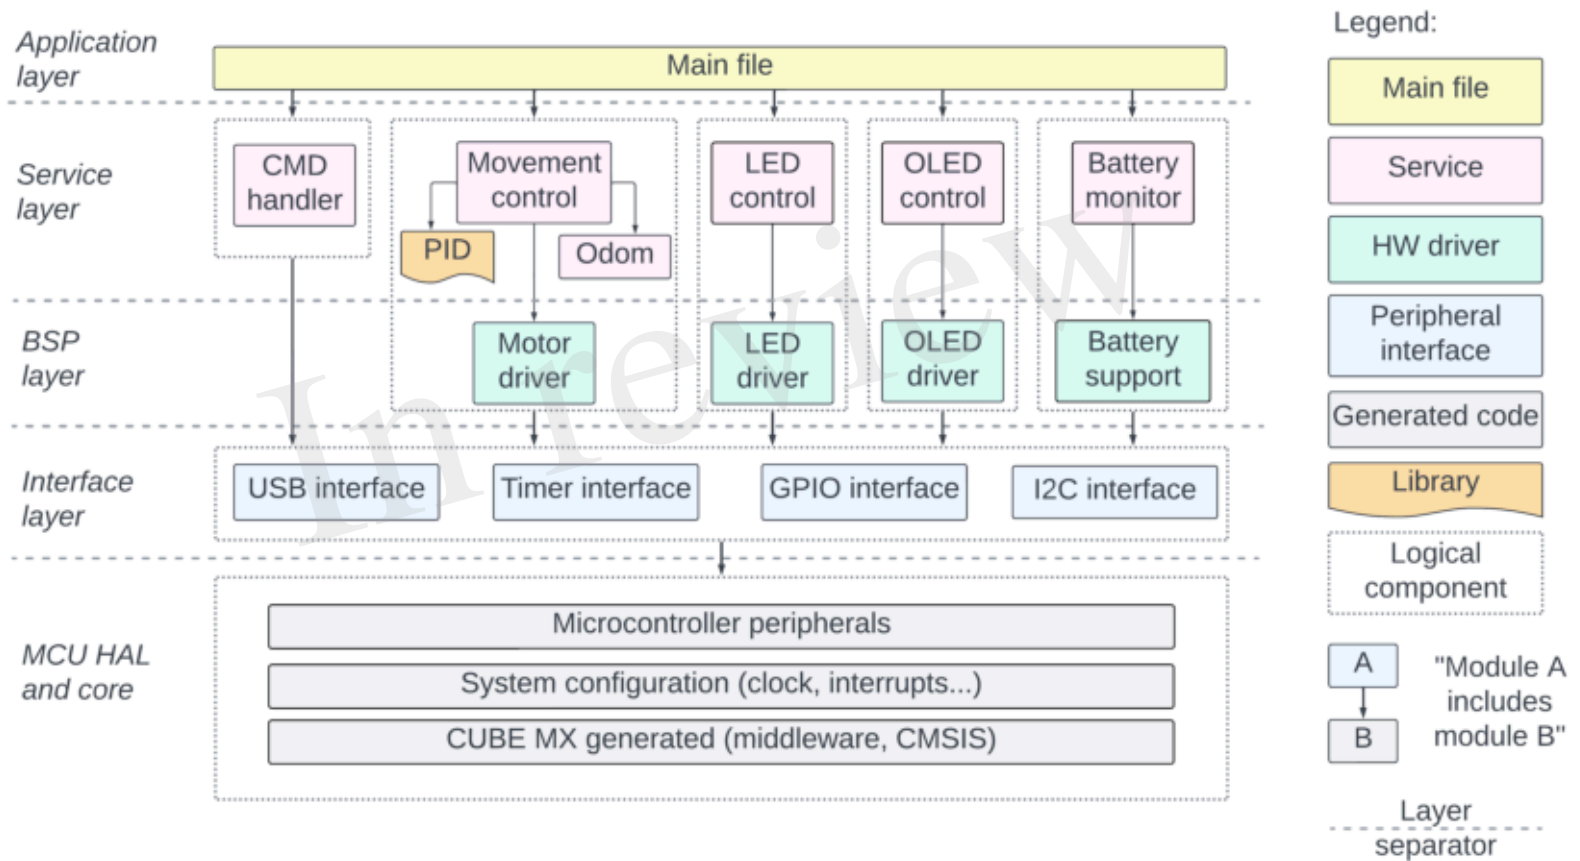 Application
layer
Main file
Service
layer
CMD
handler
Movement
control
PID
Odom
LED
control
OLED
control
Battery
monitor
BSP
layer
Motor
driver
LED
driver
OLED
driver
Battery
support
Interface
layer
USB interface
Timer interface
GPIO interface
I2C interface
MCU HAL
and core
Microcontroller peripherals
System configuration (clock, interrupts...)
CUBE MX generated (middleware, CMSIS)
Legend:
Main file
Service
HW driver
Peripheral
interface
Generated code
Library
Logical
component
A
B
"Module A
includes
module B"
Layer
separator
In review